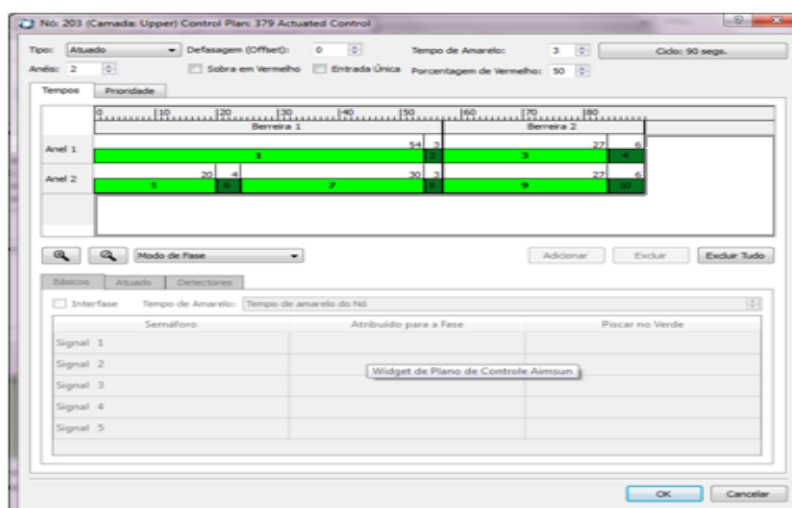 Nó: 203 (Camada: Upper) Control Plan: 379 Actuated Control
Tipo: Atuado Defasagem (Offset): 0 Tempo de Amarelo: 3 Ciclo: 90 segs.
Anéis: 2 Sobra em Vermelho Entrada Única Porcentagem de Vermelho: 50
Tempos Prioridade
0 10 20 30 40 50 60 70 80
Berreira 1 Berreira 2
54 3 27 6
Anel 1
1 2 3 4
20 4 30 3 27 6
Anel 2
5 6 7 8 9 10
Modo de Fase Adicionar Excluir Excluir Tudo
Básicos Atuado Detectores
Interfase Tempo de Amarelo: Tempo de amarelo do Nó
Semáforo Atribuído para a Fase Piscar no Verde
Signal 1
Signal 2
Widget de Plano de Controle Aimsun
Signal 3
Signal 4
Signal 5
OK Cancelar